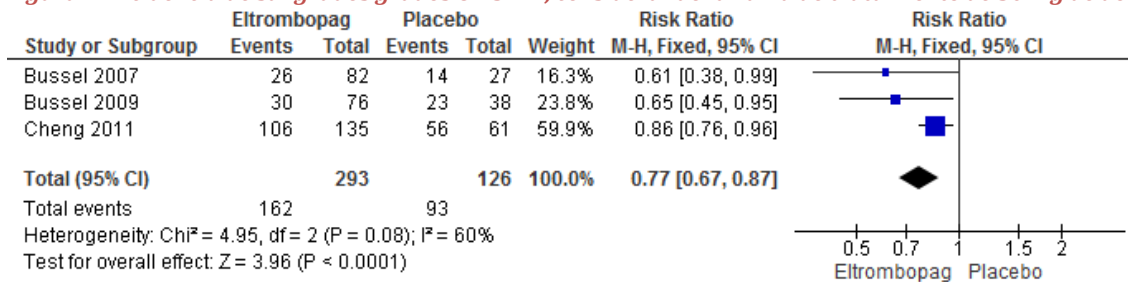 Eltrombopag Placebo Risk Ratio Risk Ratio
Study or Subgroup Events Total Events Total Weight M-H, Fixed, 95% CI M-H, Fixed, 95% CI
Bussel 2007 26 82 14 27 16.3% 0.61 [0.38, 0.99]
Bussel 2009 30 76 23 38 23.8% 0.65 [0.45, 0.95]
Cheng 2011 106 135 56 61 59.9% 0.86 [0.76, 0.96]
Total (95% CI) 293 126 100.0% 0.77 [0.67, 0.87]
Total events 162 93
Heterogeneity: Chi² = 4.95, df = 2 (P = 0.08); I² = 60%
Test for overall effect: Z = 3.96 (P < 0.0001)
0.5 0.7 1 1.5 2
Eltrombopag Placebo